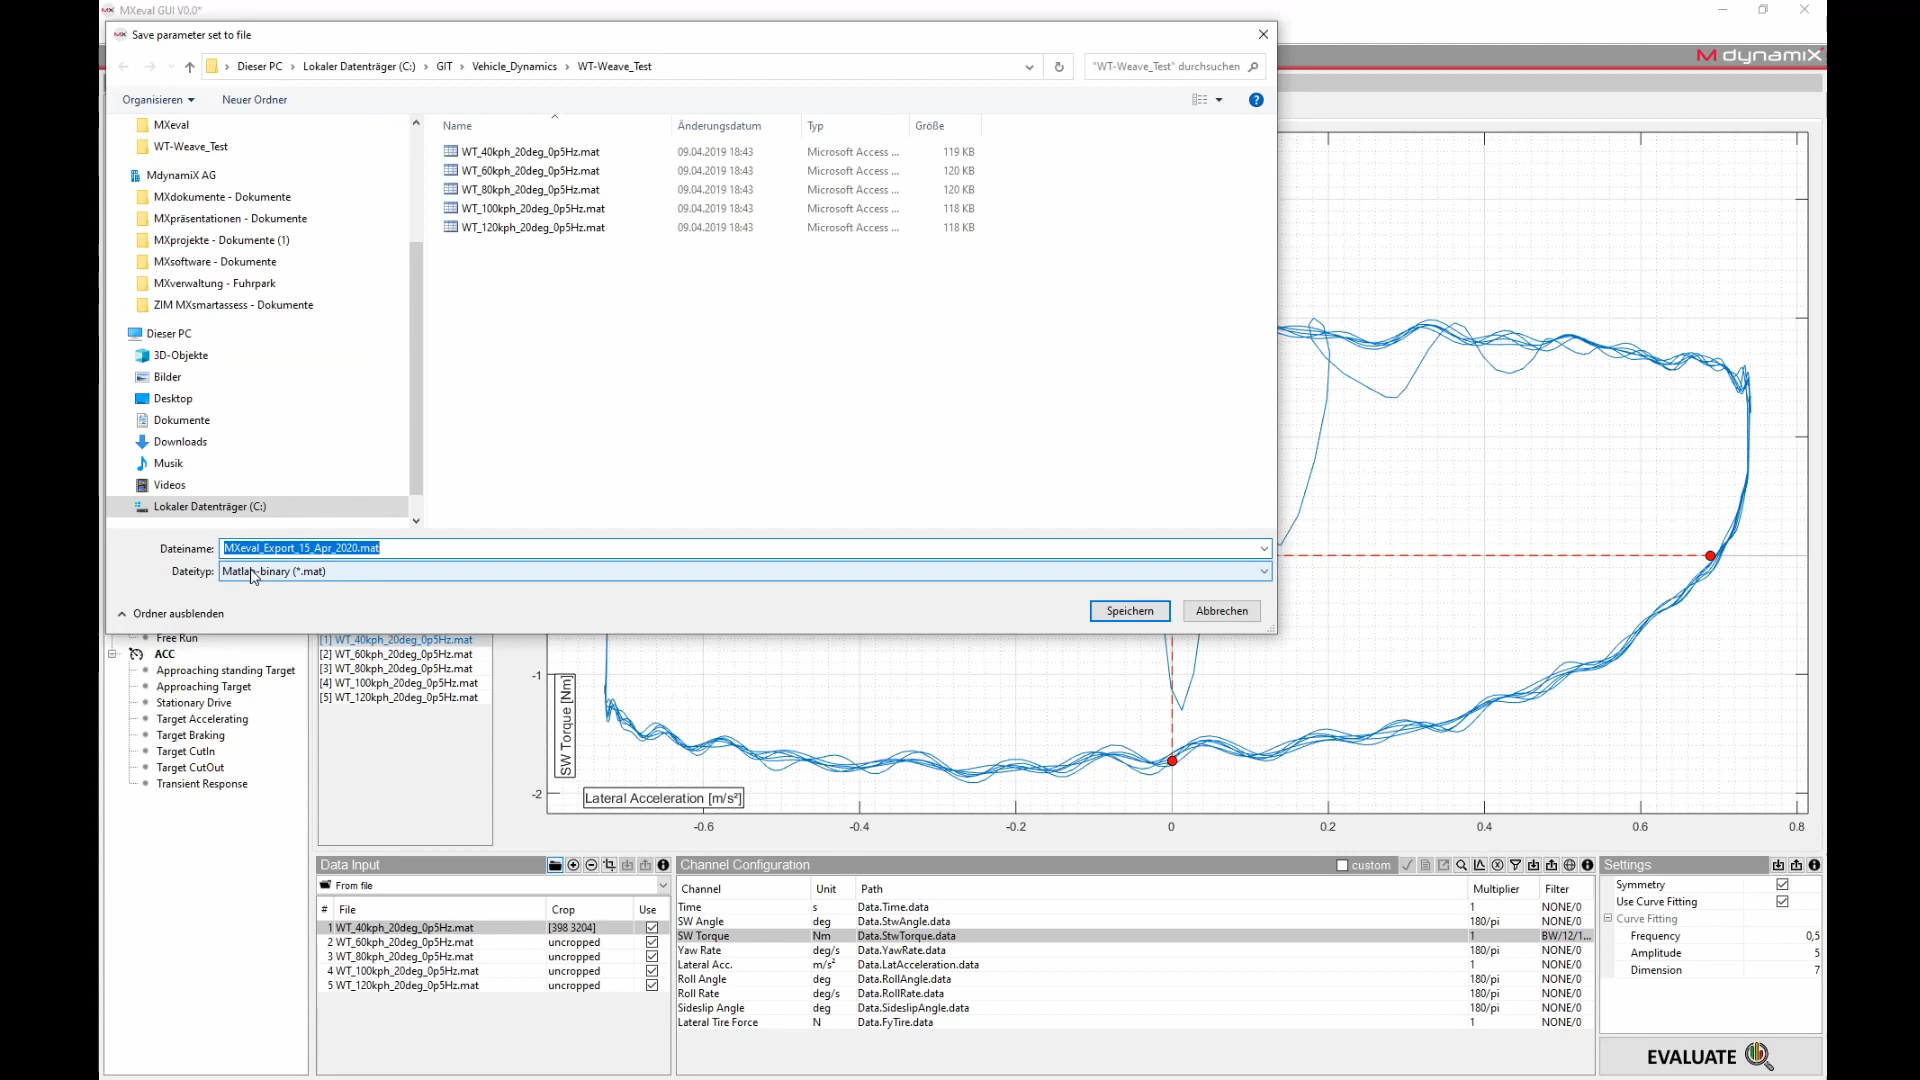 MXeval GUI V0.0*
Save parameter set to file
M dynamiX
Dieser PC > Lokaler Datenträger (C:) > GIT > Vehicle_Dynamics > WT-Weave_Test
"WT-Weave_Test" durchsuchen
Organisieren Neuer Ordner
MXeval
WT-Weave_Test
MdynamiX AG
MXdokumente - Dokumente
MXpräsentationen - Dokumente
MXprojekte - Dokumente (1)
MXsoftware - Dokumente
MXverwaltung - Fuhrpark
ZIM MXsmartassess - Dokumente
Dieser PC
3D-Objekte
Bilder
Desktop
Dokumente
Downloads
Musik
Videos
Lokaler Datenträger (C:)
Name Änderungsdatum Typ Größe
WT_40kph_20deg_0p5Hz.mat 09.04.2019 18:43 Microsoft Access ... 119 KB
WT_60kph_20deg_0p5Hz.mat 09.04.2019 18:43 Microsoft Access ... 120 KB
WT_80kph_20deg_0p5Hz.mat 09.04.2019 18:43 Microsoft Access ... 120 KB
WT_100kph_20deg_0p5Hz.mat 09.04.2019 18:43 Microsoft Access ... 118 KB
WT_120kph_20deg_0p5Hz.mat 09.04.2019 18:43 Microsoft Access ... 118 KB
Dateiname: MXeval_Export_15_Apr_2020.mat
Dateityp: Matlab-binary (*.mat)
Ordner ausblenden
Speichern Abbrechen
Free Run
ACC
Approaching standing Target
Approaching Target
Stationary Drive
Target Accelerating
Target Braking
Target CutIn
Target CutOut
Transient Response
[1] WT_40kph_20deg_0p5Hz.mat
[2] WT_60kph_20deg_0p5Hz.mat
[3] WT_80kph_20deg_0p5Hz.mat
[4] WT_100kph_20deg_0p5Hz.mat
[5] WT_120kph_20deg_0p5Hz.mat
-1
-2
SW Torque [Nm]
Lateral Acceleration [m/s²]
-0.6 -0.4 -0.2 0 0.2 0.4 0.6 0.8
Data Input
From file
# File Crop Use
1 WT_40kph_20deg_0p5Hz.mat [398 3204]
2 WT_60kph_20deg_0p5Hz.mat uncropped
3 WT_80kph_20deg_0p5Hz.mat uncropped
4 WT_100kph_20deg_0p5Hz.mat uncropped
5 WT_120kph_20deg_0p5Hz.mat uncropped
Channel Configuration custom
Channel Unit Path Multiplier Filter
Time s Data.Time.data 1 NONE/0
SW Angle deg Data.StwAngle.data 180/pi NONE/0
SW Torque Nm Data.StwTorque.data 1 BW/12/1...
Yaw Rate deg/s Data.YawRate.data 180/pi NONE/0
Lateral Acc. m/s² Data.LatAcceleration.data 1 NONE/0
Roll Angle deg Data.RollAngle.data 180/pi NONE/0
Roll Rate deg/s Data.RollRate.data 180/pi NONE/0
Sideslip Angle deg Data.SideslipAngle.data 180/pi NONE/0
Lateral Tire Force N Data.FyTire.data 1 NONE/0
Settings
Symmetry
Use Curve Fitting
Curve Fitting
Frequency 0,5
Amplitude 5
Dimension 7
EVALUATE